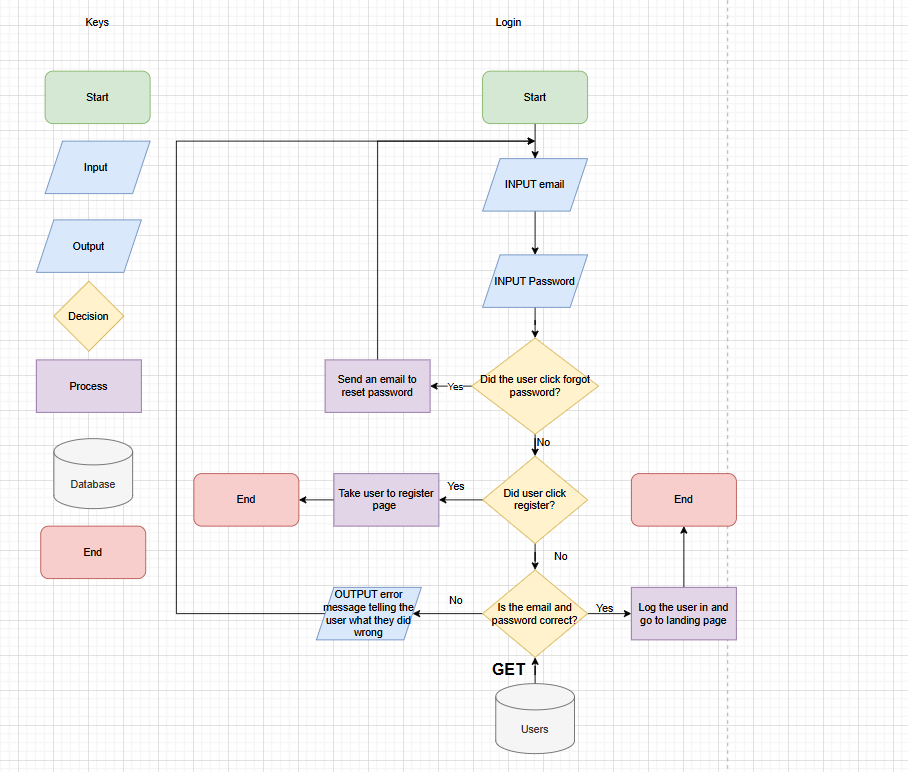 Keys
Login
Start
Start
Input
INPUT email
Output
INPUT Password
Decision
Process
Send an email to
reset password
Yes
Did the user click forgot
password?
No
Database
End
Take user to register
page
Yes
Did user click
register?
End
End
No
OUTPUT error
message telling the
user what they did
wrong
No
Is the email and
password correct?
Yes
Log the user in and
go to landing page
GET
Users